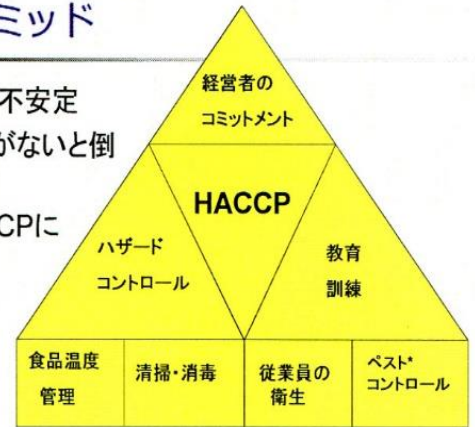 ミッド
不安定
がないと倒
CPに
経営者の
コミットメント
HACCP
ハザード
コントロール
教育
訓練
食品温度
管理
清掃・消毒
従業員の
衛生
ペスト*
コントロール